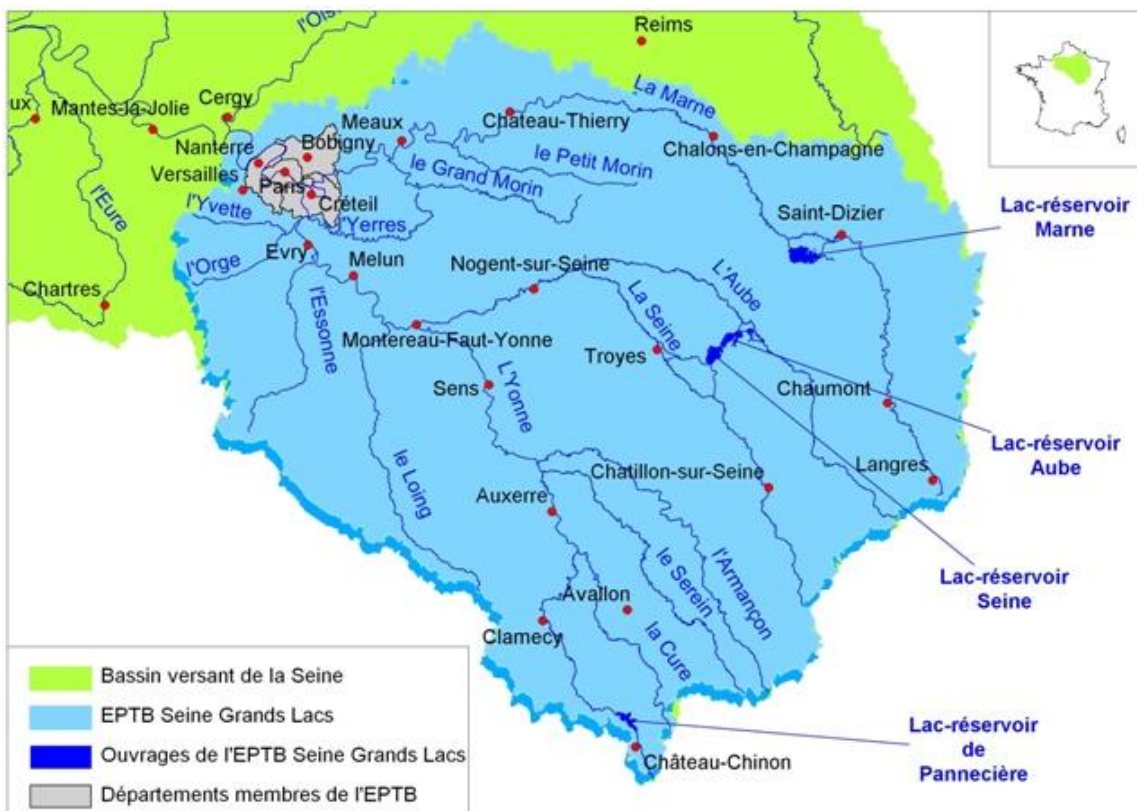 l'Ois
Reims
Mantes-la-Jolie
Cergy
ux
La Marne
Meaux
Château-Thierry
Nanterre
Bobigny
le Petit Morin
Chalons-en-Champagne
Versailles
Paris
le Grand Morin
l'Yvette
Créteil
l'Yerres
l'Eure
Saint-Dizier
Lac-réservoir
Marne
l'Orge
Evry
Melun
Nogent-sur-Seine
L'Aube
Chartres
l'Essonne
La Seine
Montereau-Faut-Yonne
Troyes
Sens
L'Yonne
Chaumont
Lac-réservoir
Aube
le Loing
Chatillon-sur-Seine
Langres
Auxerre
l'Armançon
le Serein
Lac-réservoir
Seine
Avallon
Clamecy
la Cure
Bassin versant de la Seine
EPTB Seine Grands Lacs
Ouvrages de l'EPTB Seine Grands Lacs
Départements membres de l'EPTB
Château-Chinon
Lac-réservoir
de
Pannecière